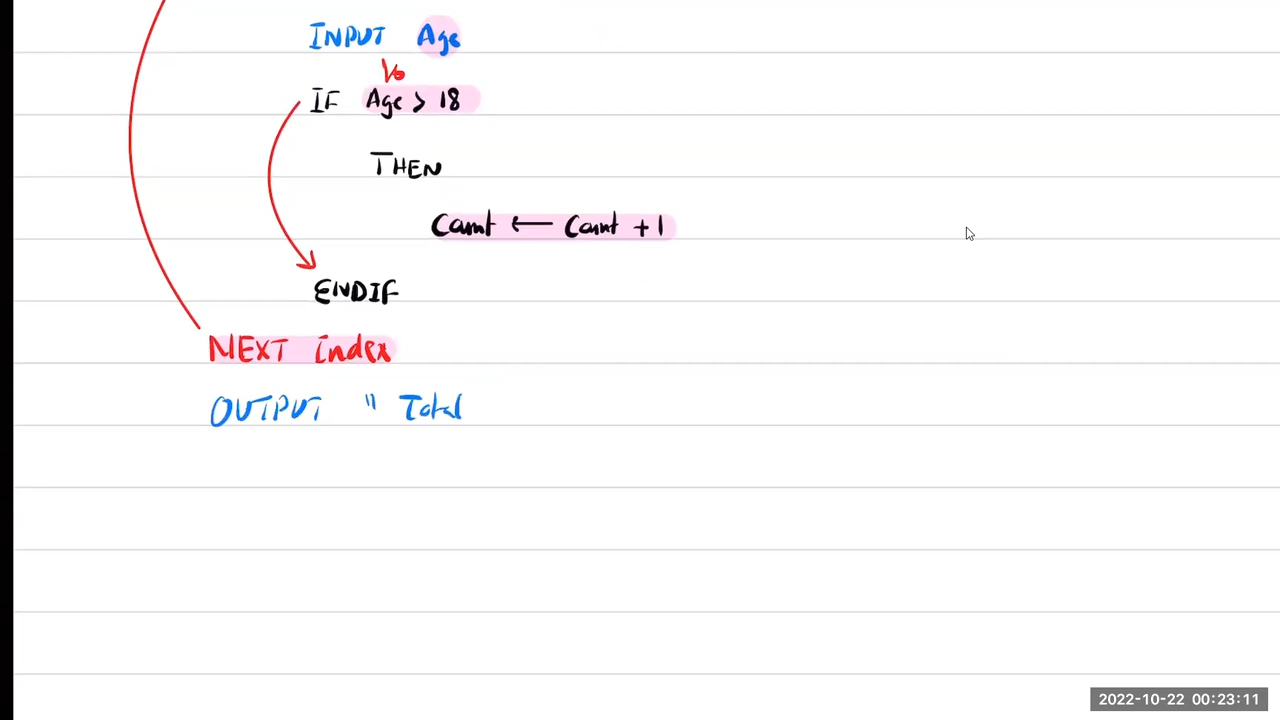 INPUT Age
10
IF Age > 18
THEN
Count ← Count + 1
ENDIF
NEXT Index
OUTPUT " Total
2022-10-22 00:23:11